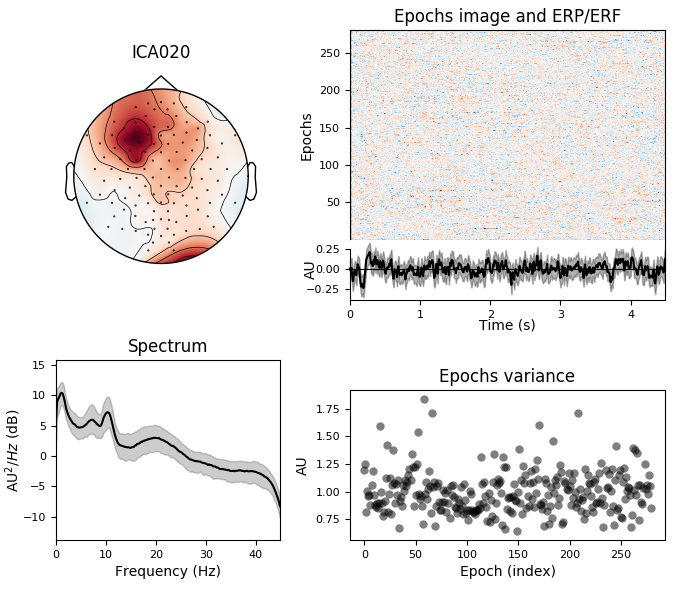 ICA020
Epochs image and ERP/ERF
Epochs
250
200
150
100
50
AU
0.25
0.00
−0.25
0 1 2 3 4
Time (s)
Spectrum
AU²/Hz (dB)
15
10
5
0
−5
−10
0 10 20 30 40
Frequency (Hz)
Epochs variance
AU
1.75
1.50
1.25
1.00
0.75
0 50 100 150 200 250
Epoch (index)